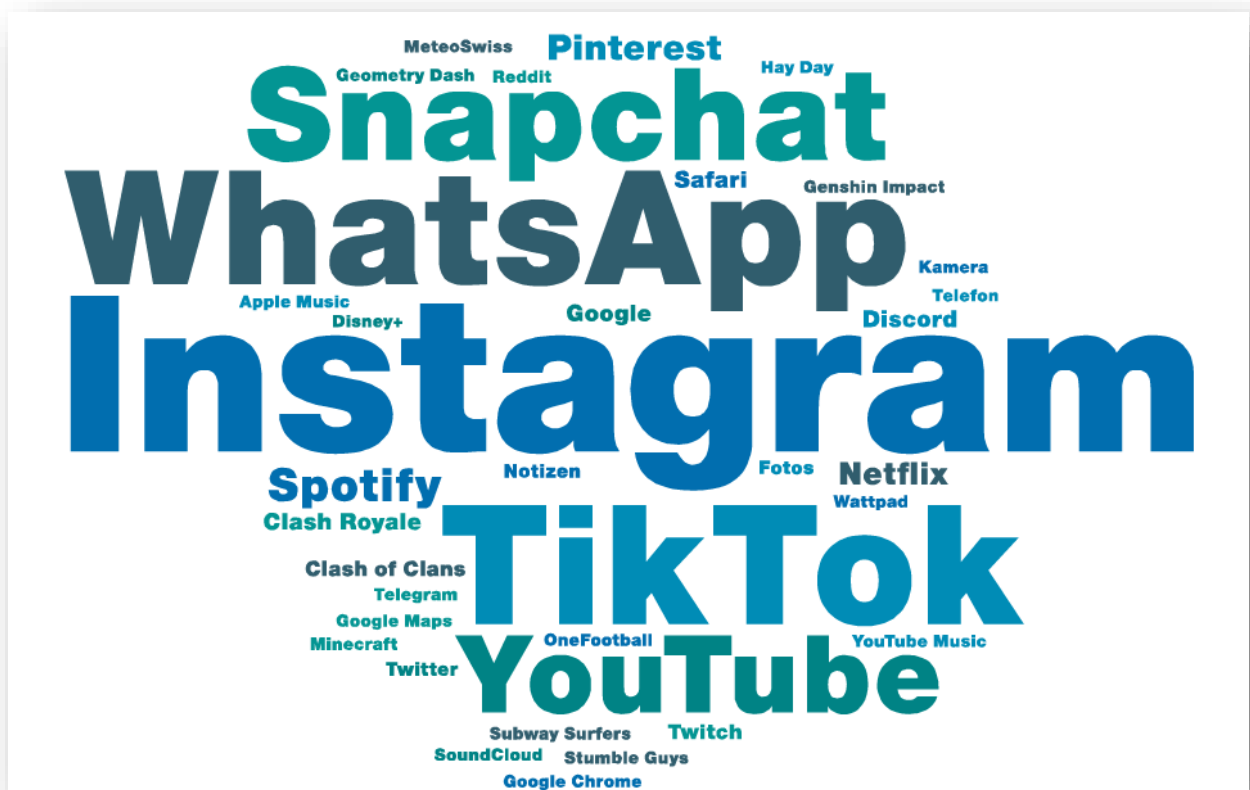 MeteoSwiss
Pinterest
Hay Day
Geometry Dash
Reddit
Snapchat
Safari
Genshin Impact
WhatsApp
Kamera
Telefon
Apple Music
Google
Disney+
Discord
Instagram
Notizen
Fotos
Netflix
Spotify
Wattpad
Clash Royale
TikTok
Clash of Clans
Telegram
Google Maps
Minecraft
OneFootball
YouTube Music
Twitter
YouTube
Subway Surfers
Twitch
SoundCloud
Stumble Guys
Google Chrome